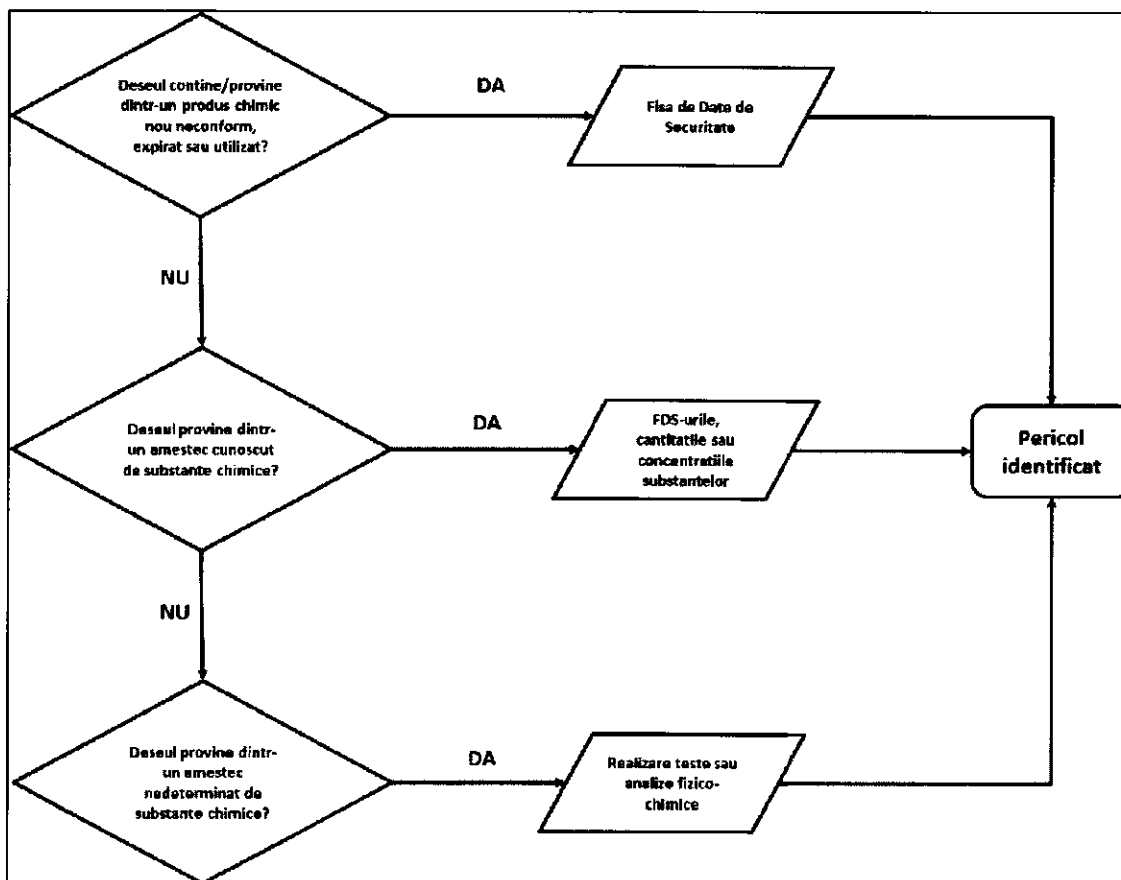 Deseul contine/provine
dintr-un produs chimic
nou neconform,
expirat sau utilizat?
DA
Fisa de Date de
Securitate
NU
Deseul provine dintr-
un amestec cunoscut
de substante chimice?
DA
FDS-urile,
cantitatile sau
concentratiile
substantelor
Pericol
identificat
NU
Deseul provine dintr-
un amestec
nedeterminat de
substante chimice?
DA
Realizare teste sau
analize fizico-
chimice